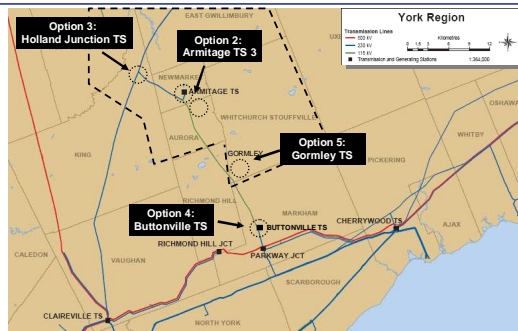 York Region
Transmission Lines
500 kV
230 kV
115 kV
Transmission and Generating Stations
Kilometres
1:364,000
EAST GWILLIMBURY
Option 3:
Holland Junction TS
Option 2:
Armitage TS 3
NEWMARKET
ARMITAGE TS
WHITCHURCH STOUFFVILLE
AURORA
KING
GORMLEY
Option 5:
Gormley TS
PICKERING
WHITBY
OSHAWA
RICHMOND HILL
Option 4:
Buttonville TS
MARKHAM
BUTTONVILLE TS
CHERRYWOOD TS
AJAX
RICHMOND HILL JCT
PARKWAY JCT
CALEDON
VAUGHAN
SCARBOROUGH
CLAIREVILLE TS
NORTH YORK